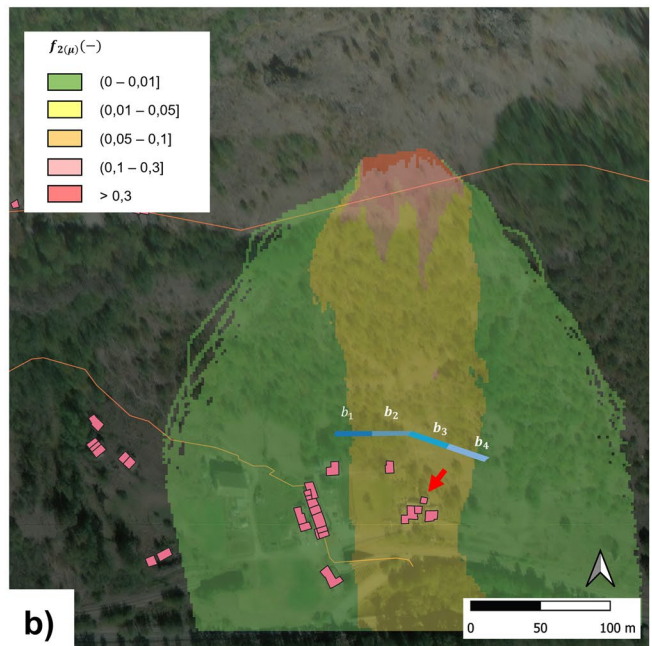 f₂₍μ₎(−)
(0 – 0,01]
(0,01 – 0,05]
(0,05 – 0,1]
(0,1 – 0,3]
> 0,3
b₁
b₂
b₃
b₄
b)
0 50 100 m